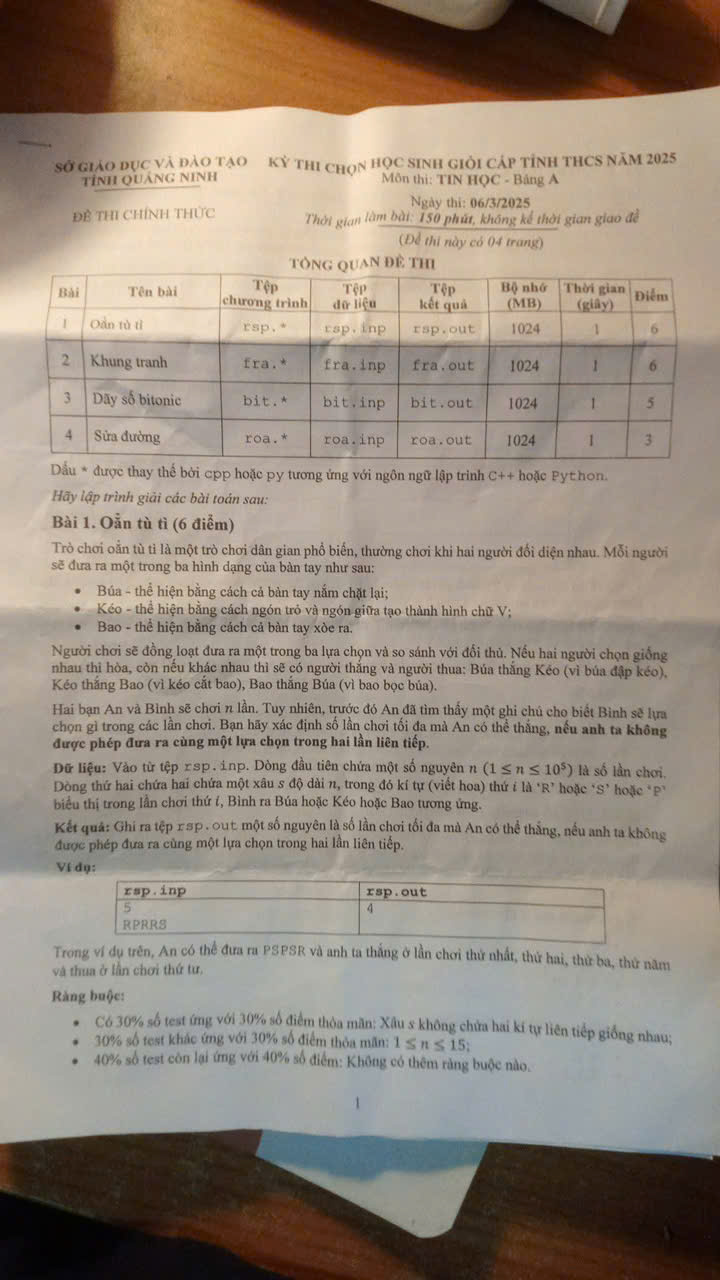 SỞ GIÁO DỤC VÀ ĐÀO TẠO KỲ THI CHỌN HỌC SINH GIỎI CẤP TỈNH THCS NĂM 2025
TỈNH QUẢNG NINH Môn thi: TIN HỌC - Bảng A
Ngày thi: 06/3/2025
ĐỀ THI CHÍNH THỨC Thời gian làm bài: 150 phút, không kể thời gian giao đề
(Đề thi này có 04 trang)
TỔNG QUAN ĐỀ THI
Bài Tên bài Tệp chương trình Tệp dữ liệu Tệp kết quả Bộ nhớ (MB) Thời gian (giây) Điểm
1 Oẳn tù tì rsp.* rsp.inp rsp.out 1024 1 6
2 Khung tranh fra.* fra.inp fra.out 1024 1 6
3 Dãy số bitonic bit.* bit.inp bit.out 1024 1 5
4 Sửa đường roa.* roa.inp roa.out 1024 1 3
Dấu * được thay thế bởi cpp hoặc py tương ứng với ngôn ngữ lập trình C++ hoặc Python.
Hãy lập trình giải các bài toán sau:
Bài 1. Oẳn tù tì (6 điểm)
Trò chơi oẳn tù tì là một trò chơi dân gian phổ biến, thường chơi khi hai người đối diện nhau. Mỗi người
sẽ đưa ra một trong ba hình dạng của bàn tay như sau:
• Búa - thể hiện bằng cách cả bàn tay nắm chặt lại;
• Kéo - thể hiện bằng cách ngón trỏ và ngón giữa tạo thành hình chữ V;
• Bao - thể hiện bằng cách cả bàn tay xòe ra.
Người chơi sẽ đồng loạt đưa ra một trong ba lựa chọn và so sánh với đối thủ. Nếu hai người chọn giống
nhau thì hòa, còn nếu khác nhau thì sẽ có người thắng và người thua: Búa thắng Kéo (vì búa đập kéo),
Kéo thắng Bao (vì kéo cắt bao), Bao thắng Búa (vì bao bọc búa).
Hai bạn An và Bình sẽ chơi n lần. Tuy nhiên, trước đó An đã tìm thấy một ghi chú cho biết Bình sẽ lựa
chọn gì trong các lần chơi. Bạn hãy xác định số lần chơi tối đa mà An có thể thắng, nếu anh ta không
được phép đưa ra cùng một lựa chọn trong hai lần liên tiếp.
Dữ liệu: Vào từ tệp rsp.inp. Dòng đầu tiên chứa một số nguyên n (1 ≤ n ≤ 10⁵) là số lần chơi.
Dòng thứ hai chứa hai chứa một xâu s độ dài n, trong đó kí tự (viết hoa) thứ i là 'R' hoặc 'S' hoặc 'P'
biểu thị trong lần chơi thứ i, Bình ra Búa hoặc Kéo hoặc Bao tương ứng.
Kết quả: Ghi ra tệp rsp.out một số nguyên là số lần chơi tối đa mà An có thể thắng, nếu anh ta không
được phép đưa ra cùng một lựa chọn trong hai lần liên tiếp.
Ví dụ:
rsp.inp rsp.out
5 4
RPRRS
Trong ví dụ trên, An có thể đưa ra PSPSR và anh ta thắng ở lần chơi thứ nhất, thứ hai, thứ ba, thứ năm
và thua ở lần chơi thứ tư.
Ràng buộc:
• Có 30% số test ứng với 30% số điểm thỏa mãn: Xâu s không chứa hai kí tự liên tiếp giống nhau;
• 30% số test khác ứng với 30% số điểm thỏa mãn: 1 ≤ n ≤ 15;
• 40% số test còn lại ứng với 40% số điểm: Không có thêm ràng buộc nào.
1